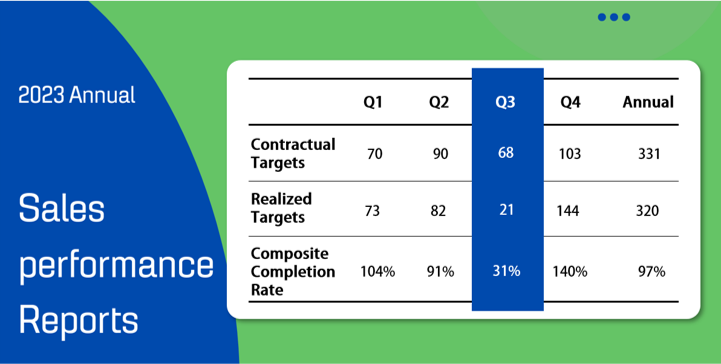 2023 Annual
Sales
performance
Reports
Q1 Q2 Q3 Q4 Annual
Contractual
Targets 70 90 68 103 331
Realized
Targets 73 82 21 144 320
Composite
Completion
Rate 104% 91% 31% 140% 97%